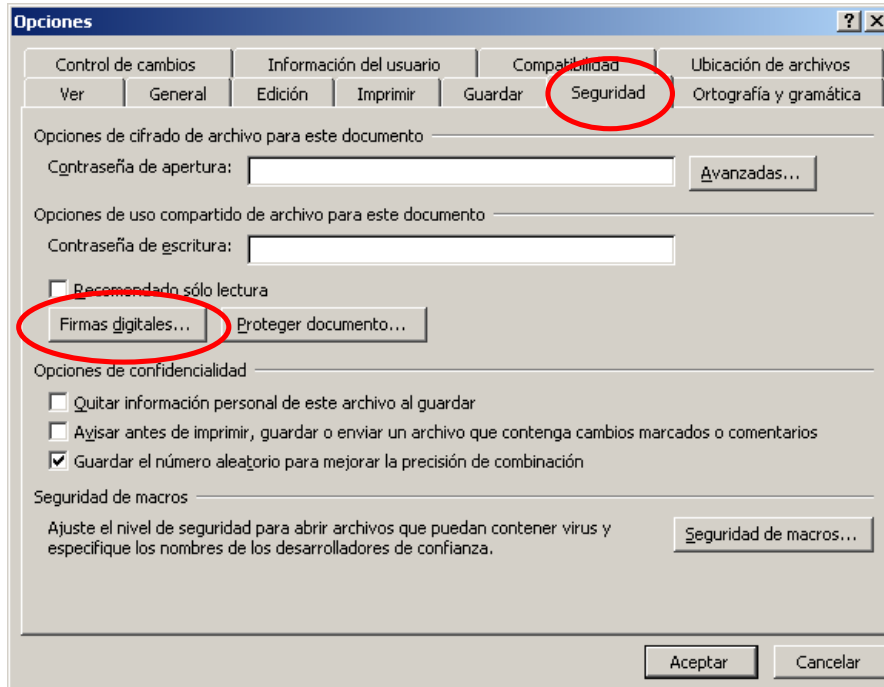 Opciones
Control de cambios Información del usuario Compatibilidad Ubicación de archivos
Ver General Edición Imprimir Guardar Seguridad Ortografía y gramática
Opciones de cifrado de archivo para este documento
Contraseña de apertura: Avanzadas...
Opciones de uso compartido de archivo para este documento
Contraseña de escritura:
Recomendado sólo lectura
Firmas digitales... Proteger documento...
Opciones de confidencialidad
Quitar información personal de este archivo al guardar
Avisar antes de imprimir, guardar o enviar un archivo que contenga cambios marcados o comentarios
Guardar el número aleatorio para mejorar la precisión de combinación
Seguridad de macros
Ajuste el nivel de seguridad para abrir archivos que puedan contener virus y
especifique los nombres de los desarrolladores de confianza.
Seguridad de macros...
Aceptar Cancelar